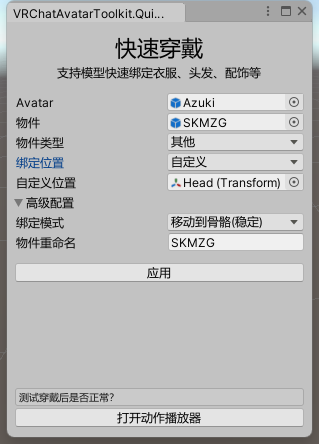 VRChatAvatarToolkit.Qui...
快速穿戴
支持模型快速绑定衣服、头发、配饰等
Avatar Azuki
物件 SKMZG
物件类型 其他
绑定位置 自定义
自定义位置 Head (Transform)
高级配置
绑定模式 移动到骨骼(稳定)
物件重命名 SKMZG
应用
测试穿戴后是否正常?
打开动作播放器